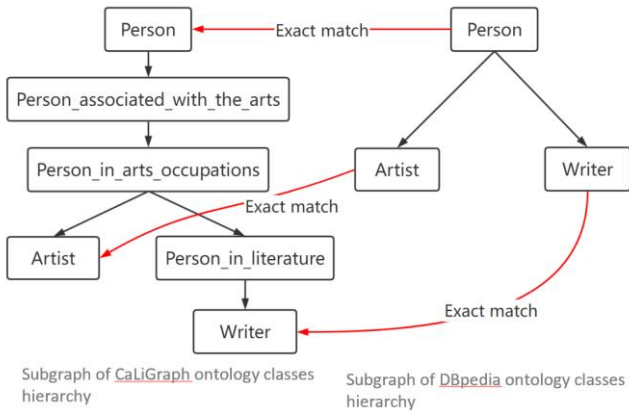 Person
Exact match
Person
Person_associated_with_the_arts
Person_in_arts_occupations
Artist
Writer
Exact match
Artist
Person_in_literature
Exact match
Writer
Subgraph of CaLiGraph ontology classes
hierarchy
Subgraph of DBpedia ontology classes
hierarchy